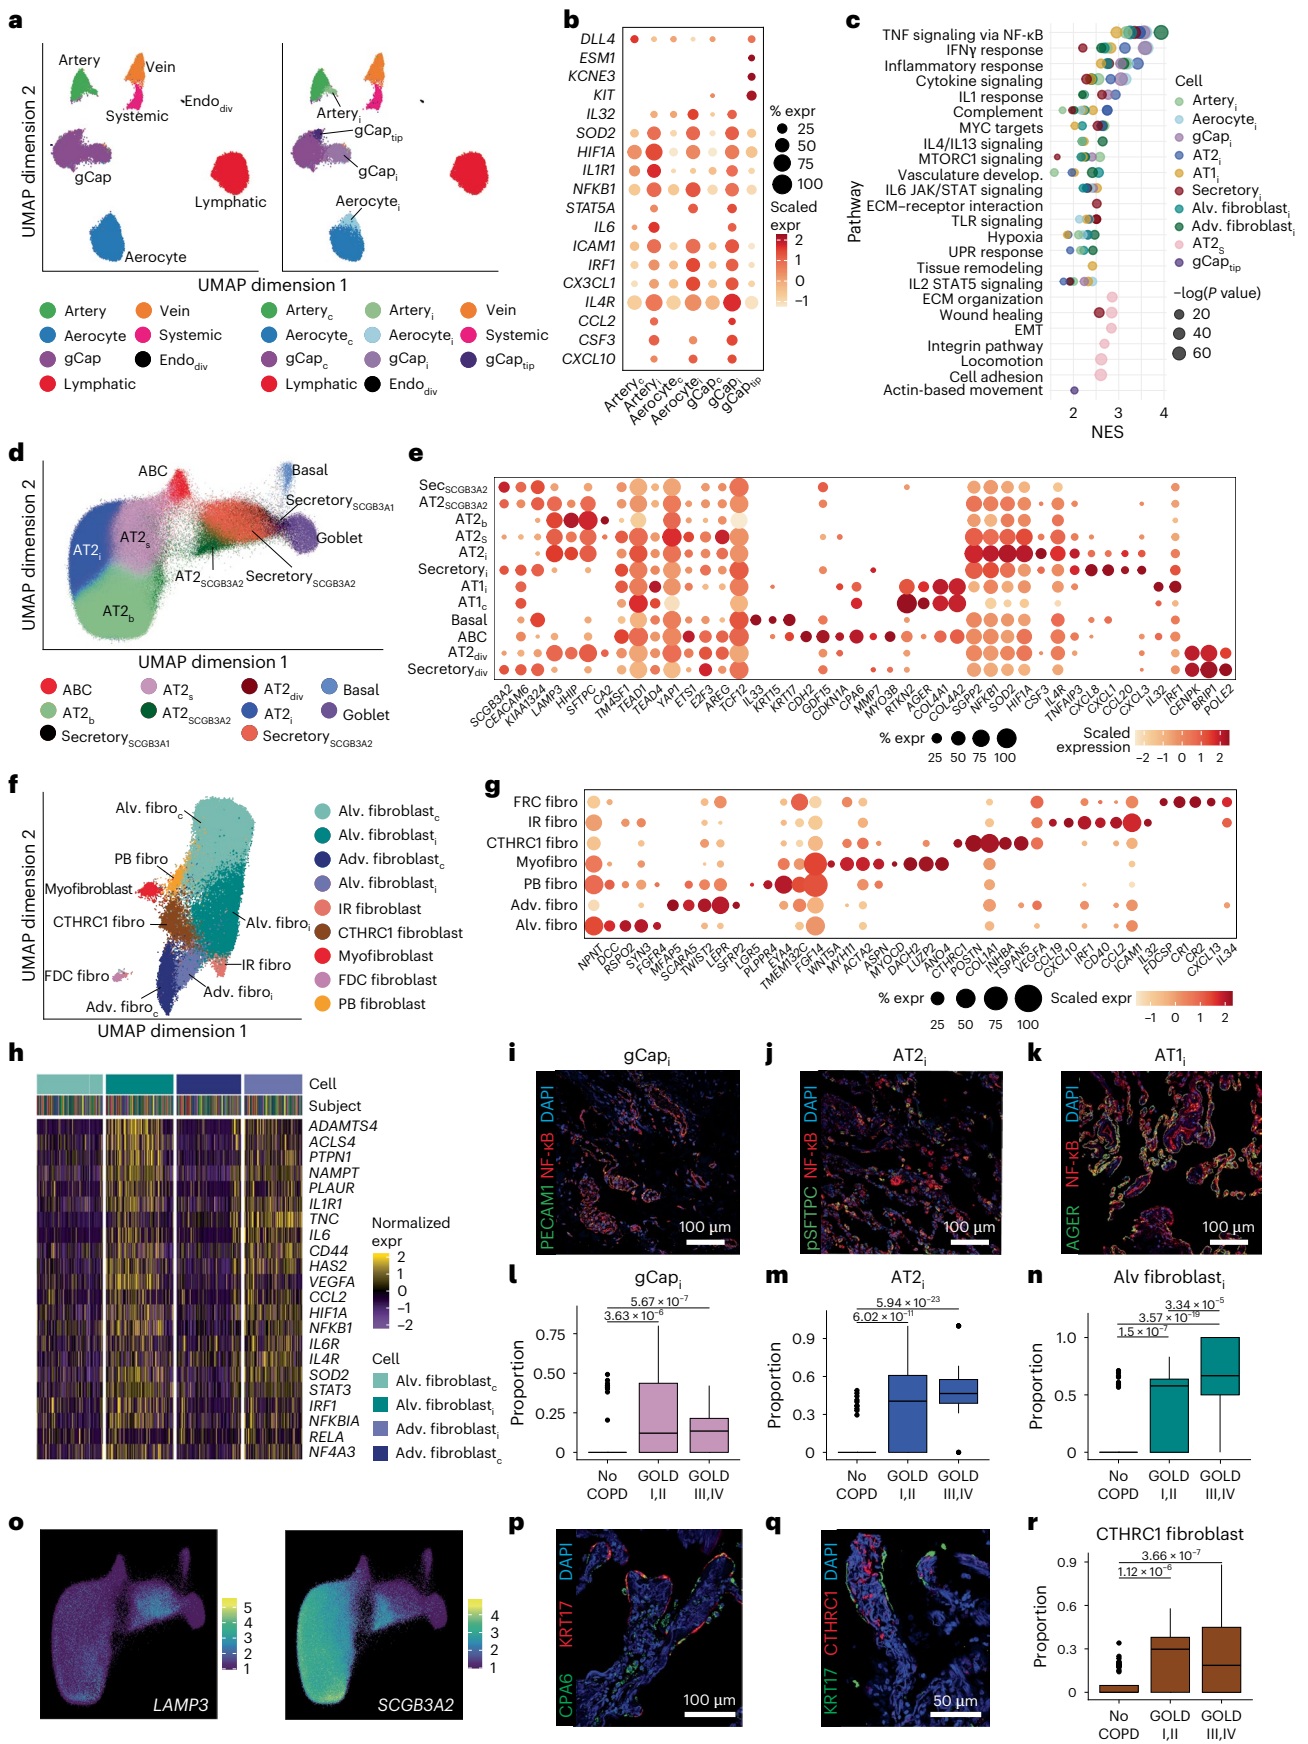 a
UMAP dimension 2
Artery
Vein
Systemic
Endo div
gCap
Lymphatic
Aerocyte
Artery i
gCap tip
gCap i
Aerocyte i
UMAP dimension 1
Artery
Vein
Aerocyte
Systemic
gCap
Endo div
Lymphatic
Artery c
Artery i
Vein
Aerocyte c
Aerocyte i
Systemic
gCap c
gCap i
gCap tip
Lymphatic
Endo div
b
DLL4
ESM1
KCNE3
KIT
IL32
SOD2
HIF1A
IL1R1
NFKB1
STAT5A
IL6
ICAM1
IRF1
CX3CL1
IL4R
CCL2
CSF3
CXCL10
Artery c
Artery i
Aerocyte c
Aerocyte i
gCap c
gCap i
gCap tip
% expr
25
50
75
100
Scaled
expr
2
1
0
−1
c
Pathway
TNF signaling via NF-κB
IFNγ response
Inflammatory response
Cytokine signaling
IL1 response
Complement
MYC targets
IL4/IL13 signaling
MTORC1 signaling
Vasculature develop.
IL6 JAK/STAT signaling
ECM–receptor interaction
TLR signaling
Hypoxia
UPR response
Tissue remodeling
IL2 STAT5 signaling
ECM organization
Wound healing
EMT
Integrin pathway
Locomotion
Cell adhesion
Actin-based movement
2 3 4
NES
Cell
Artery i
Aerocyte i
gCap i
AT2 i
AT1 i
Secretory i
Alv. fibroblast i
Adv. fibroblast i
AT2 S
gCap tip
−log(P value)
20
40
60
d
UMAP dimension 2
ABC
Basal
Secretory SCGB3A1
AT2 s
Goblet
AT2 i
AT2 SCGB3A2
Secretory SCGB3A2
AT2 b
UMAP dimension 1
ABC
AT2 s
AT2 div
Basal
AT2 b
AT2 SCGB3A2
AT2 i
Goblet
Secretory SCGB3A1
Secretory SCGB3A2
e
Sec SCGB3A2
AT2 SCGB3A2
AT2 b
AT2 s
AT2 i
Secretory i
AT1 i
AT1 c
Basal
ABC
AT2 div
Secretory div
SCGB3A2
CEACAM6
KIAA1324
LAMP3
HHIP
SFTPC
CA2
TM4SF1
TEAD1
TEAD4
YAP1
ETS1
E2F3
AREG
TCF12
IL33
KRT5
KRT17
CDH2
GDF15
CDKN1A
CPA6
MMP7
MYO3B
RTKN2
AGER
COL4A1
COL4A2
SGPP2
NFKB1
SOD2
HIF1A
CSF3
IL4R
TNFAIP3
CXCL8
CXCL1
CCL20
CXCL3
IL32
IRF1
CENPK
BRIP1
POLE2
% expr
25 50 75 100
Scaled
expression
−2 −1 0 1 2
f
UMAP dimension 2
Alv. fibro c
PB fibro
Myofibroblast
CTHRC1 fibro
Alv. fibro i
FDC fibro
IR fibro
Adv. fibro i
Adv. fibro c
UMAP dimension 1
Alv. fibroblast c
Alv. fibroblast i
Adv. fibroblast c
Alv. fibroblast i
IR fibroblast
CTHRC1 fibroblast
Myofibroblast
FDC fibroblast
PB fibroblast
g
FRC fibro
IR fibro
CTHRC1 fibro
Myofibro
PB fibro
Adv. fibro
Alv. fibro
NPNT
DCC
RSPO2
SYN3
FGFR4
MFAP5
SCARA5
TWIST2
LEPR
SFRP2
LGR5
PLPPR4
EYA4
TMEM132C
FGF14
WNT5A
MYH11
ACTA2
ASPN
MYOCD
DACH2
LUZP2
ANO4
CTHRC1
POSTN
COL1A1
INHBA
TSPAN5
VEGFA
CCL19
CXCL10
IRF1
CD40
CCL2
ICAM1
IL32
FDCSP
CR1
CR2
CXCL13
IL34
% expr
25 50 75 100
Scaled expr
−1 0 1 2
h
Cell
Subject
ADAMTS4
ACLS4
PTPN1
NAMPT
PLAUR
IL1R1
TNC
IL6
CD44
HAS2
VEGFA
CCL2
HIF1A
NFKB1
IL6R
IL4R
SOD2
STAT3
IRF1
NFKBIA
RELA
NF4A3
Normalized
expr
2
1
0
−1
−2
Cell
Alv. fibroblast c
Alv. fibroblast i
Adv. fibroblast i
Adv. fibroblast c
i
gCap i
PECAM1 NF-κB DAPI
100 µm
j
AT2 i
pSFTPC NF-κB DAPI
100 µm
k
AT1 i
AGER NF-κB DAPI
100 µm
l
gCap i
5.67 × 10⁻⁷
3.63 × 10⁻⁶
Proportion
0.75
0.50
0.25
0
No COPD
GOLD I,II
GOLD III,IV
m
AT2 i
5.94 × 10⁻²³
6.02 × 10⁻¹¹
Proportion
0.9
0.6
0.3
0
No COPD
GOLD I,II
GOLD III,IV
n
Alv fibroblast i
3.34 × 10⁻⁵
3.57 × 10⁻¹⁹
1.5 × 10⁻⁷
Proportion
1.0
0.5
0
No COPD
GOLD I,II
GOLD III,IV
o
5
4
3
2
1
LAMP3
4
3
2
1
SCGB3A2
p
CPA6 KRT17 DAPI
100 µm
q
KRT17 CTHRC1 DAPI
50 µm
r
CTHRC1 fibroblast
3.66 × 10⁻⁷
1.12 × 10⁻⁶
Proportion
0.9
0.6
0.3
0
No COPD
GOLD I,II
GOLD III,IV